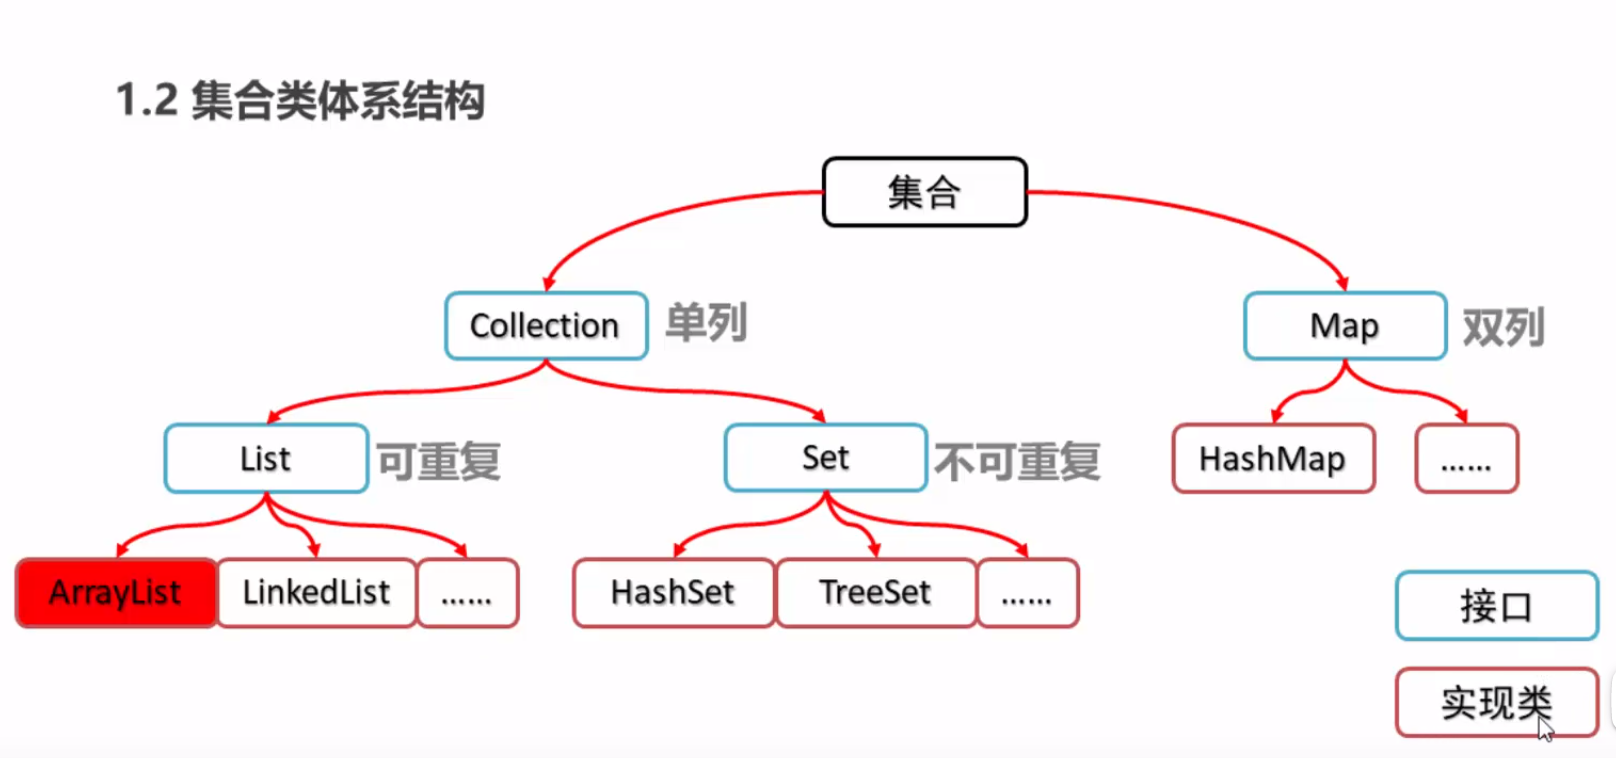 1.2 集合类体系结构
集合
Collection 单列
Map 双列
List 可重复
Set 不可重复
HashMap
......
ArrayList
LinkedList
......
HashSet
TreeSet
......
接口
实现类